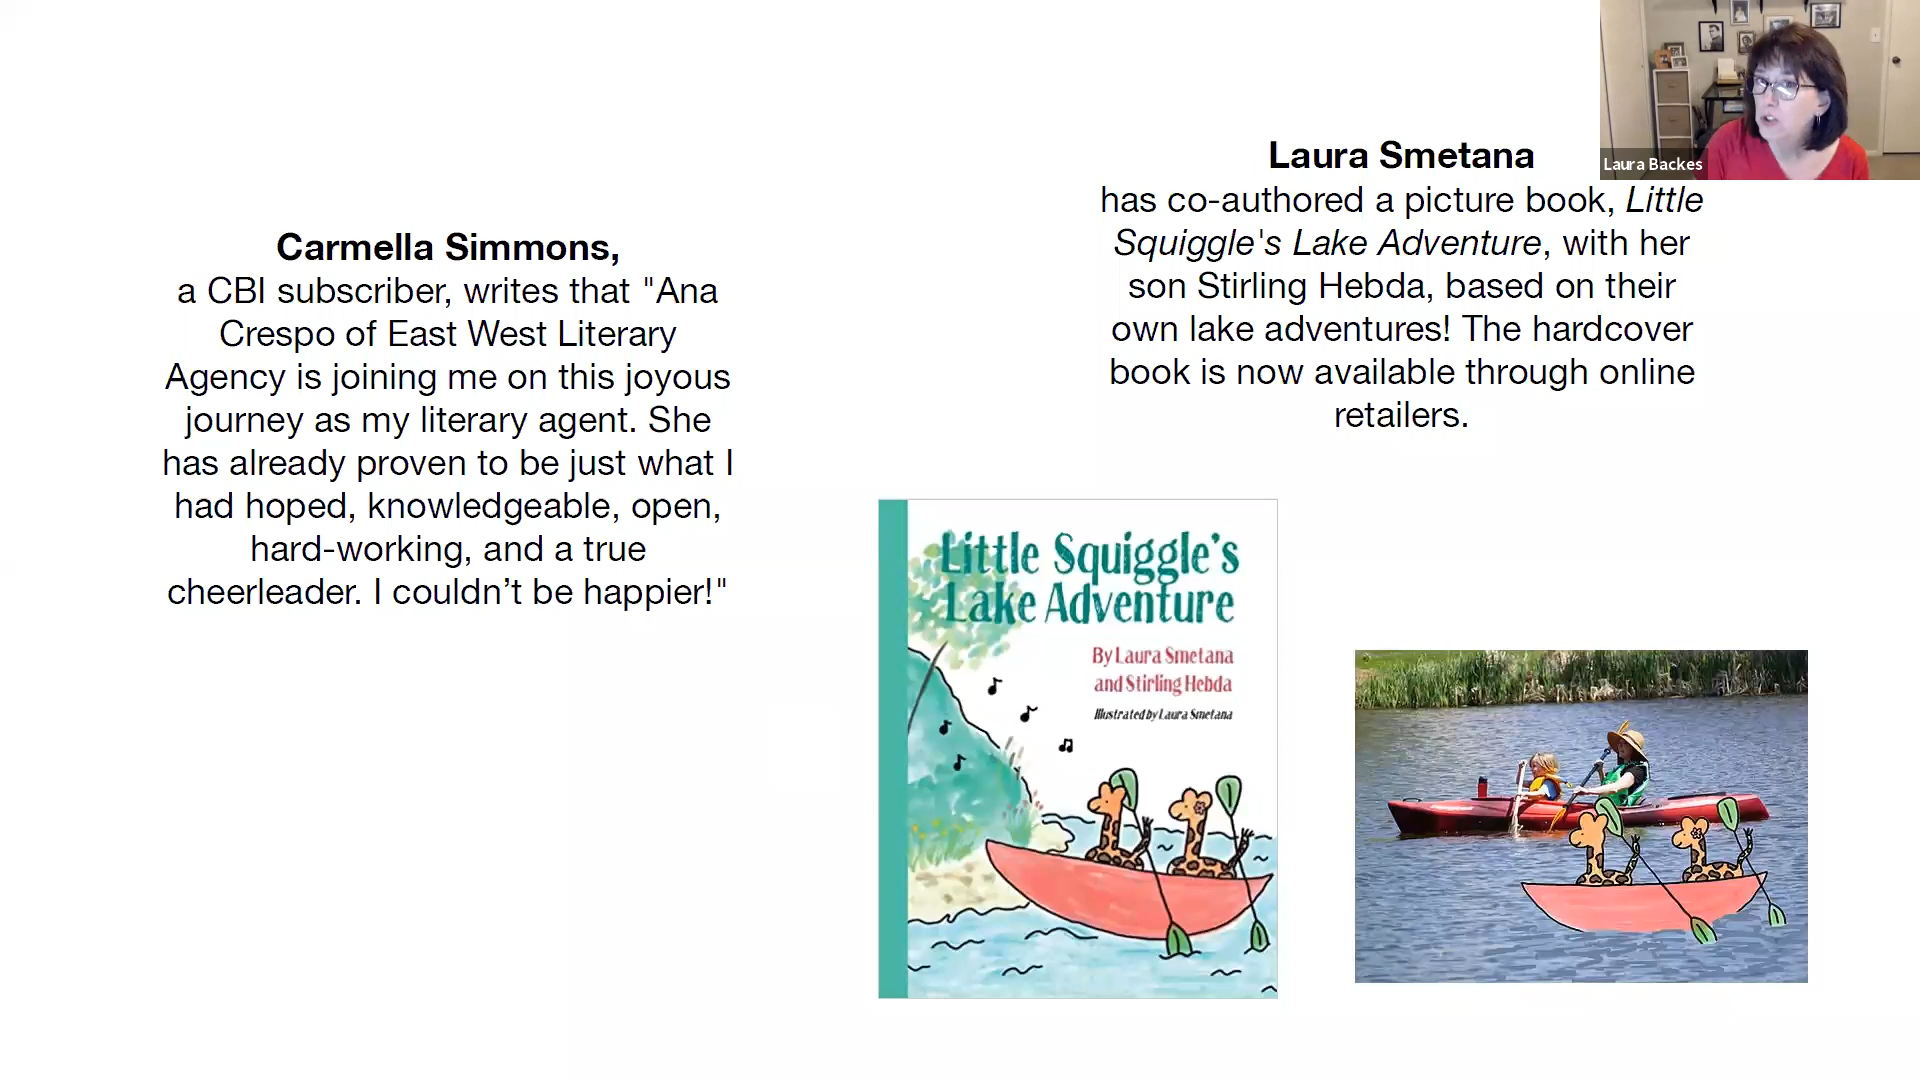 Carmella Simmons,
a CBI subscriber, writes that "Ana
Crespo of East West Literary
Agency is joining me on this joyous
journey as my literary agent. She
has already proven to be just what I
had hoped, knowledgeable, open,
hard-working, and a true
cheerleader. I couldn’t be happier!"
Laura Smetana
has co-authored a picture book, Little
Squiggle's Lake Adventure, with her
son Stirling Hebda, based on their
own lake adventures! The hardcover
book is now available through online
retailers.
Little Squiggle's
Lake Adventure
By Laura Smetana
and Stirling Hebda
Illustrated by Laura Smetana
Laura Backes